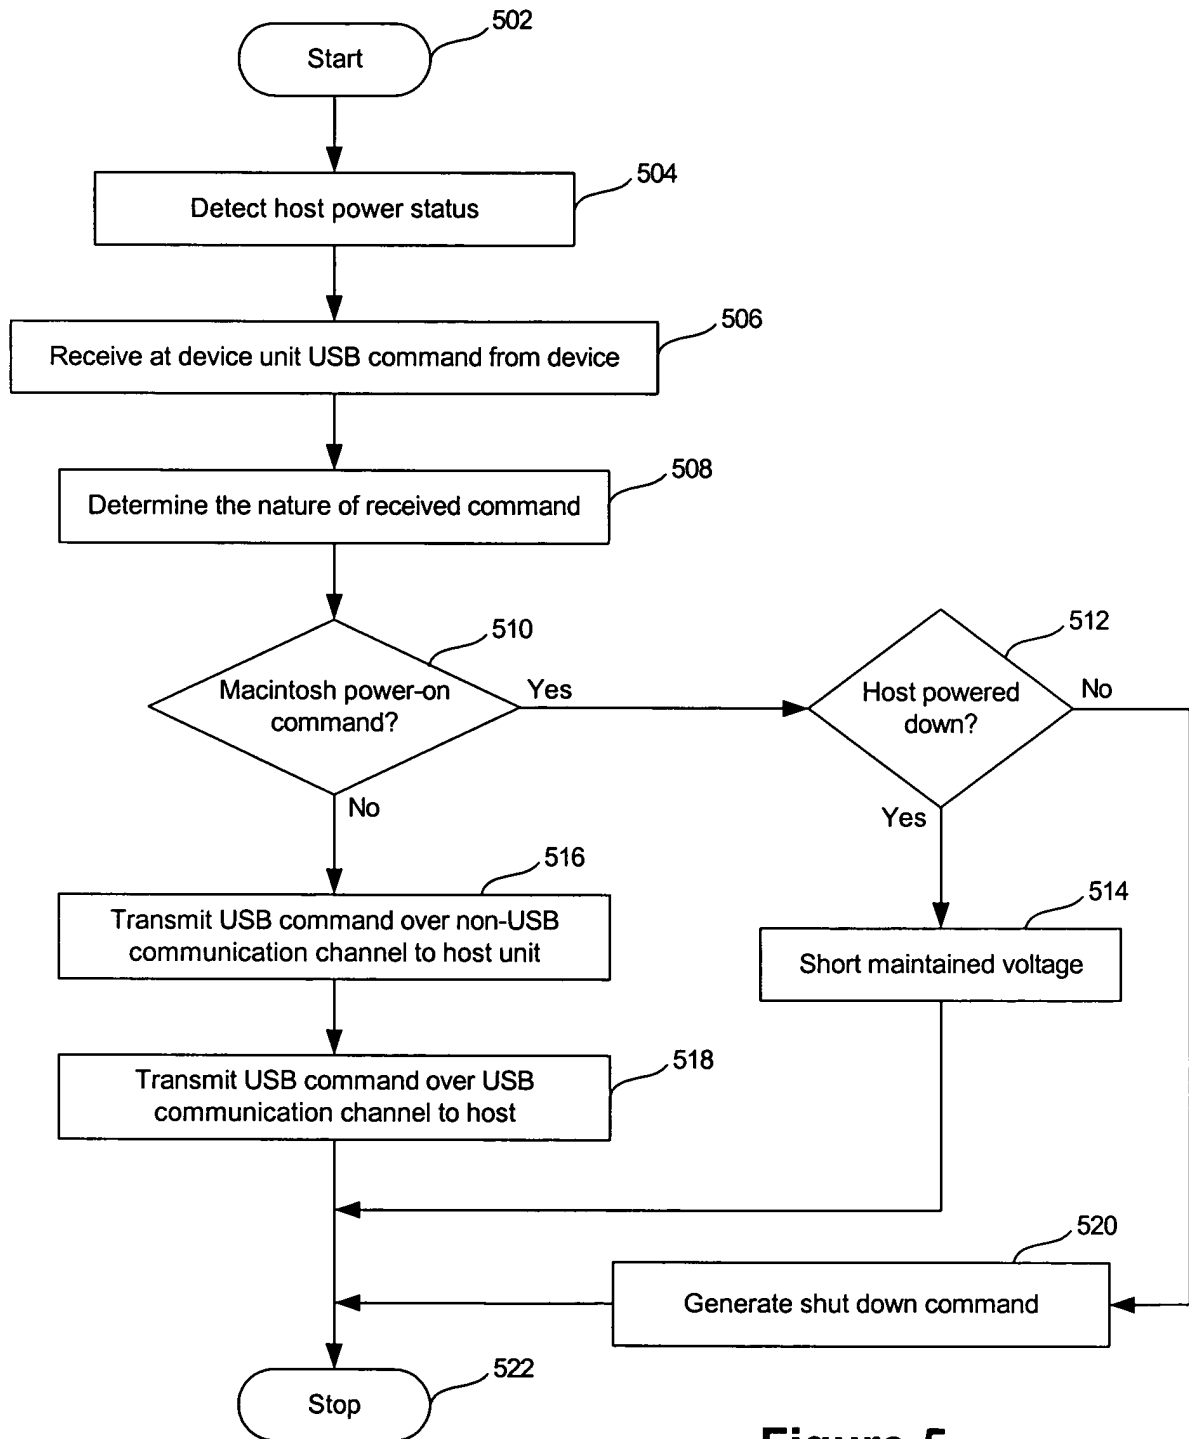 502
Start
504
Detect host power status
506
Receive at device unit USB command from device
508
Determine the nature of received command
510
Macintosh power-on
command?
Yes
No
512
Host powered
down?
No
Yes
516
Transmit USB command over non-USB
communication channel to host unit
514
Short maintained voltage
518
Transmit USB command over USB
communication channel to host
520
Generate shut down command
522
Stop
Figure 5